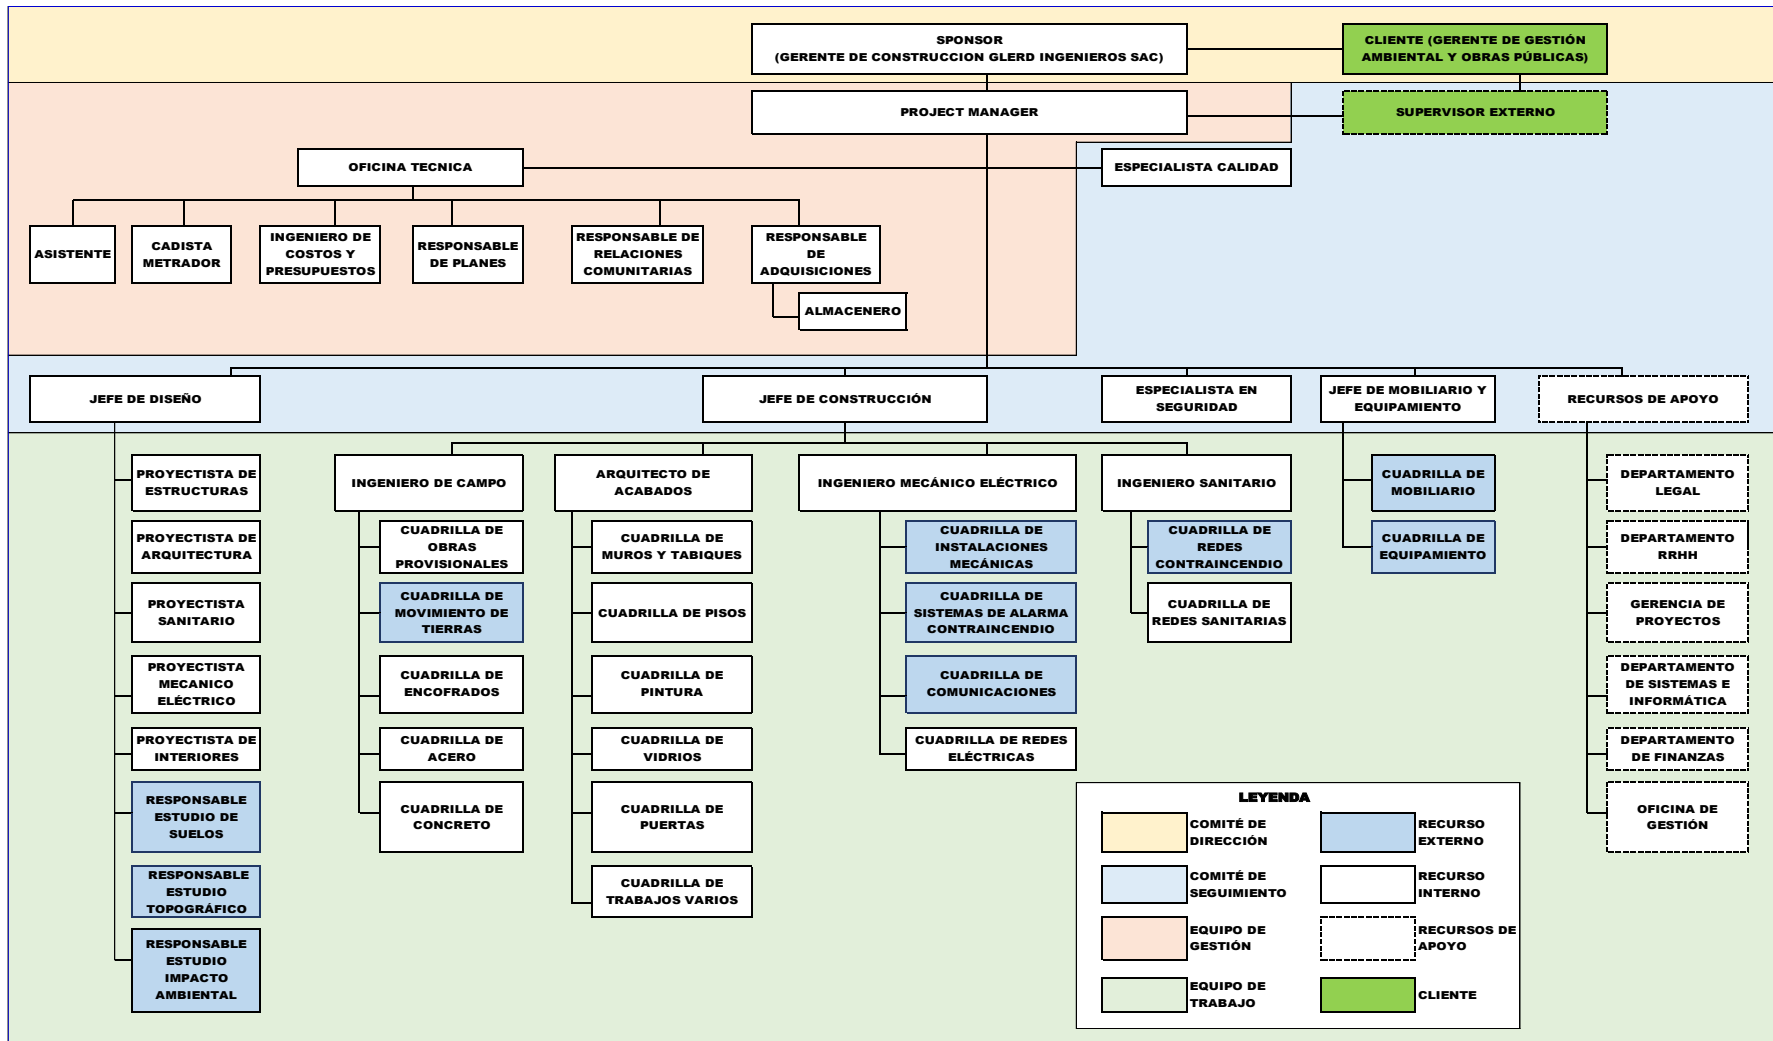 SPONSOR
(GERENTE DE CONSTRUCCION GLERD INGENIEROS SAC)
CLIENTE (GERENTE DE GESTIÓN
AMBIENTAL Y OBRAS PÚBLICAS)
PROJECT MANAGER
SUPERVISOR EXTERNO
OFICINA TECNICA
ESPECIALISTA CALIDAD
ASISTENTE
CADISTA
METRADOR
INGENIERO DE
COSTOS Y
PRESUPUESTOS
RESPONSABLE
DE PLANES
RESPONSABLE DE
RELACIONES
COMUNITARIAS
RESPONSABLE
DE
ADQUISICIONES
ALMACENERO
JEFE DE DISEÑO
JEFE DE CONSTRUCCIÓN
ESPECIALISTA EN
SEGURIDAD
JEFE DE MOBILIARIO Y
EQUIPAMIENTO
RECURSOS DE APOYO
PROYECTISTA DE
ESTRUCTURAS
PROYECTISTA DE
ARQUITECTURA
PROYECTISTA
SANITARIO
PROYECTISTA
MECANICO
ELÉCTRICO
PROYECTISTA DE
INTERIORES
RESPONSABLE
ESTUDIO DE
SUELOS
RESPONSABLE
ESTUDIO
TOPOGRÁFICO
RESPONSABLE
ESTUDIO
IMPACTO
AMBIENTAL
INGENIERO DE CAMPO
CUADRILLA DE
OBRAS
PROVISIONALES
CUADRILLA DE
MOVIMIENTO DE
TIERRAS
CUADRILLA DE
ENCOFRADOS
CUADRILLA DE
ACERO
CUADRILLA DE
CONCRETO
ARQUITECTO DE
ACABADOS
CUADRILLA DE
MUROS Y TABIQUES
CUADRILLA DE PISOS
CUADRILLA DE
PINTURA
CUADRILLA DE
VIDRIOS
CUADRILLA DE
PUERTAS
CUADRILLA DE
TRABAJOS VARIOS
INGENIERO MECÁNICO ELÉCTRICO
CUADRILLA DE
INSTALACIONES
MECÁNICAS
CUADRILLA DE
SISTEMAS DE ALARMA
CONTRAINCENDIO
CUADRILLA DE
COMUNICACIONES
CUADRILLA DE REDES
ELÉCTRICAS
INGENIERO SANITARIO
CUADRILLA DE
REDES
CONTRAINCENDIO
CUADRILLA DE
REDES SANITARIAS
CUADRILLA DE
MOBILIARIO
CUADRILLA DE
EQUIPAMIENTO
DEPARTAMENTO
LEGAL
DEPARTAMENTO
RRHH
GERENCIA DE
PROYECTOS
DEPARTAMENTO
DE SISTEMAS E
INFORMÁTICA
DEPARTAMENTO
DE FINANZAS
OFICINA DE
GESTIÓN
LEYENDA
COMITÉ DE
DIRECCIÓN
RECURSO
EXTERNO
COMITÉ DE
SEGUIMIENTO
RECURSO
INTERNO
EQUIPO DE
GESTIÓN
RECURSOS DE
APOYO
EQUIPO DE
TRABAJO
CLIENTE